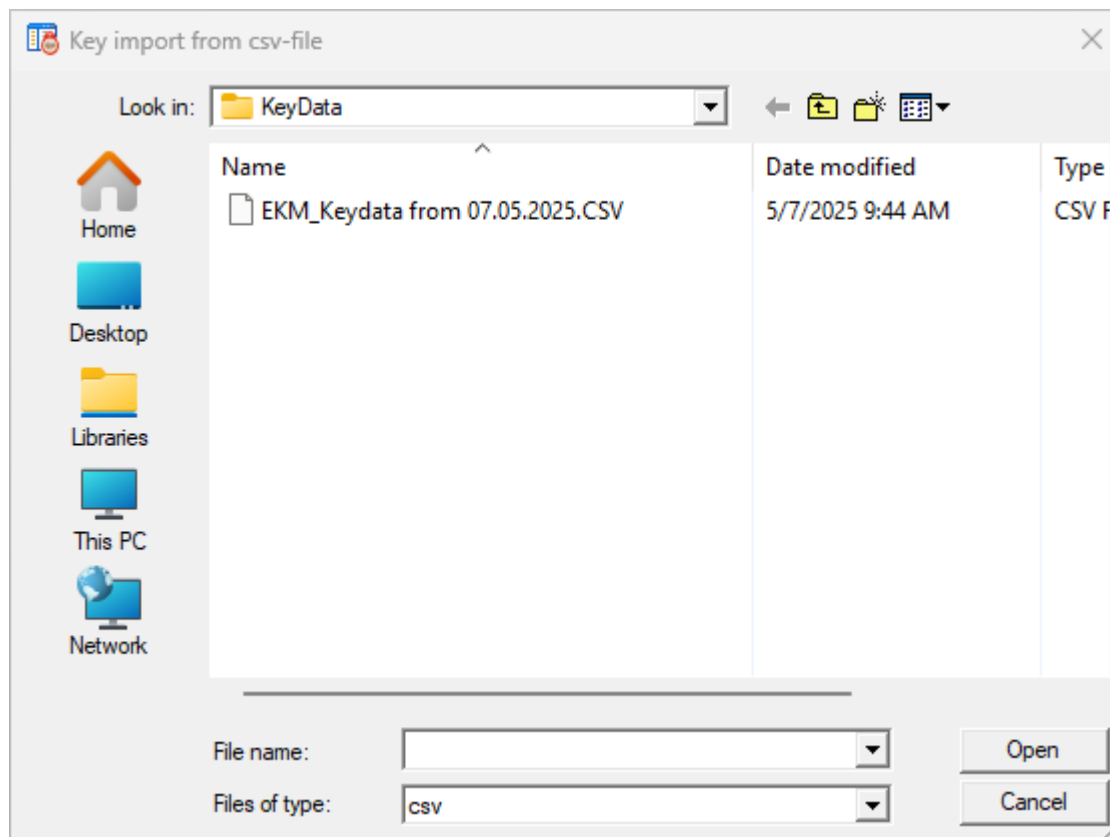 Key import from csv-file
Look in: KeyData
Name Date modified Type
EKM_Keydata from 07.05.2025.CSV 5/7/2025 9:44 AM CSV F
Home
Desktop
Libraries
This PC
Network
File name: Open
Files of type: csv Cancel